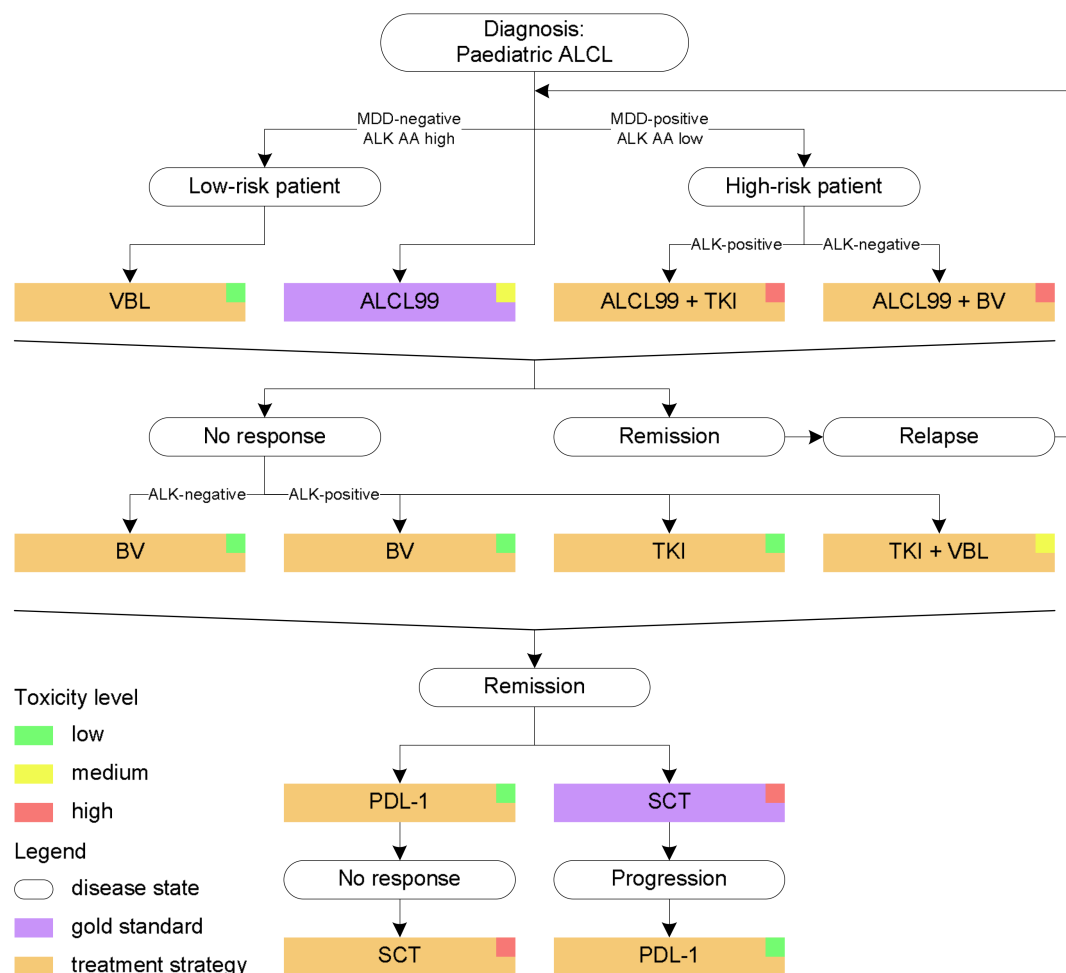 Diagnosis:
Paediatric ALCL
MDD-negative
ALK AA high
MDD-positive
ALK AA low
Low-risk patient
High-risk patient
ALK-positive
ALK-negative
VBL
ALCL99
ALCL99 + TKI
ALCL99 + BV
No response
Remission
Relapse
ALK-negative
ALK-positive
BV
BV
TKI
TKI + VBL
Remission
PDL-1
SCT
No response
Progression
SCT
PDL-1
Toxicity level
low
medium
high
Legend
disease state
gold standard
treatment strategy